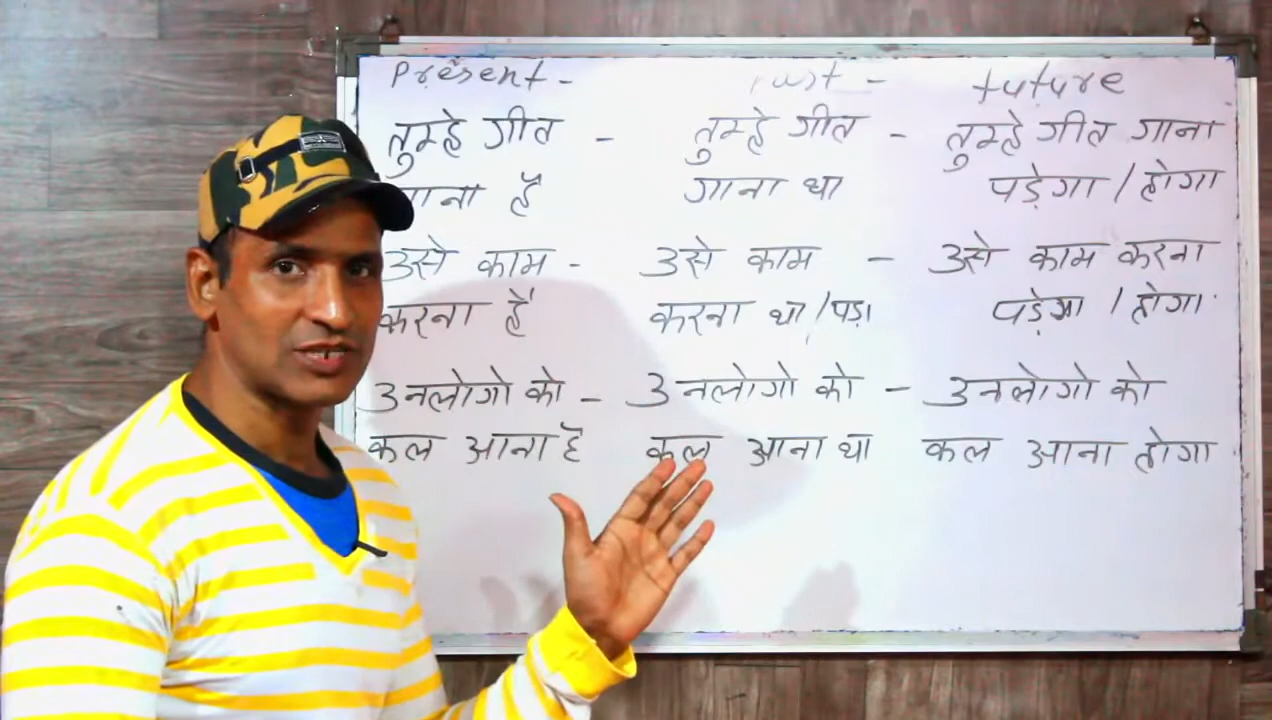 Present - Past - future
तुम्हे गीत - तुम्हे गीत - तुम्हे गीत गाना
गाना है गाना था पड़ेगा / होगा
उसे काम - उसे काम - उसे काम करना
करना है करना था / पड़ा पड़ेगा / होगा
उनलोगो को - उनलोगो को - उनलोगो को
कल आना है कल आना था कल आना होगा